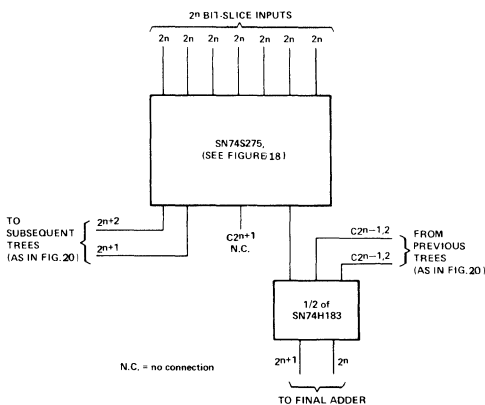 2n BIT-SLICE INPUTS
2n 2n 2n 2n 2n 2n 2n
SN74S275,
(SEE FIGURE 18)
TO
SUBSEQUENT
TREES
(AS IN FIG. 20)
2n+2
2n+1
C2n+1
N.C.
C2n−1,2
C2n−1,2
FROM
PREVIOUS
TREES
(AS IN FIG. 20)
1/2 of
SN74H183
2n+1 2n
N.C. = no connection
TO FINAL ADDER